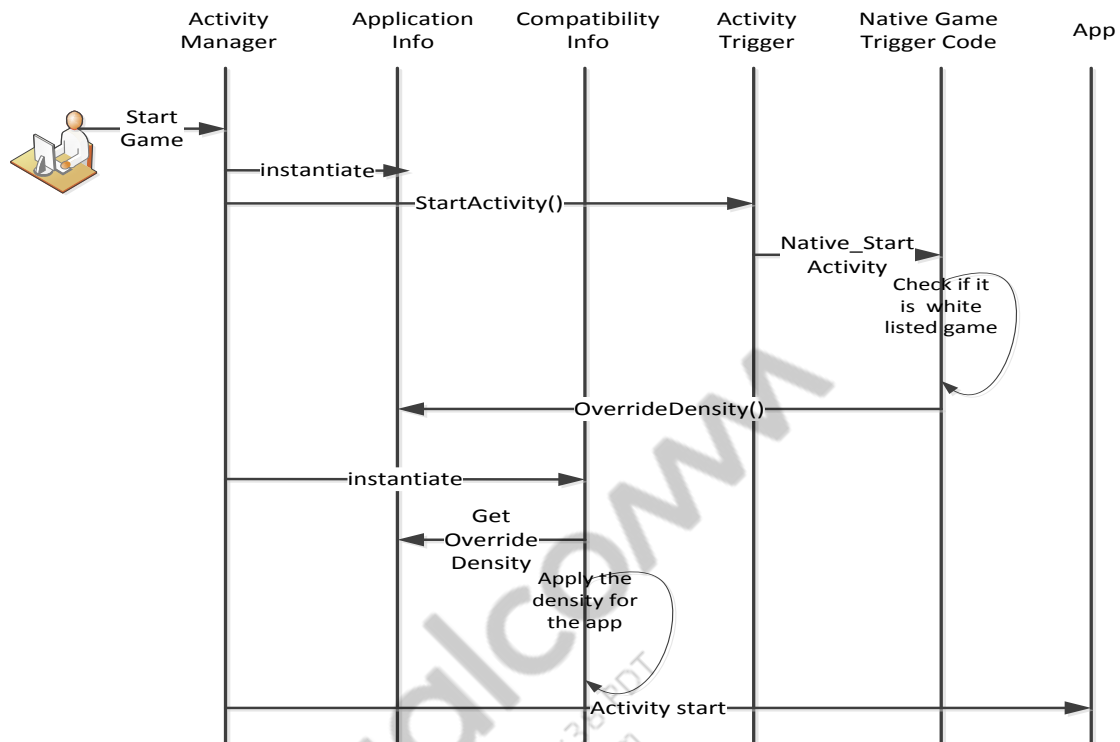 Activity
Manager
Application
Info
Compatibility
Info
Activity
Trigger
Native Game
Trigger Code
App
Start
Game
instantiate
StartActivity()
Native_Start
Activity
Check if it
is white
listed game
OverrideDensity()
instantiate
Get
Override
Density
Apply the
density for
the app
Activity start
alcomm
PDT